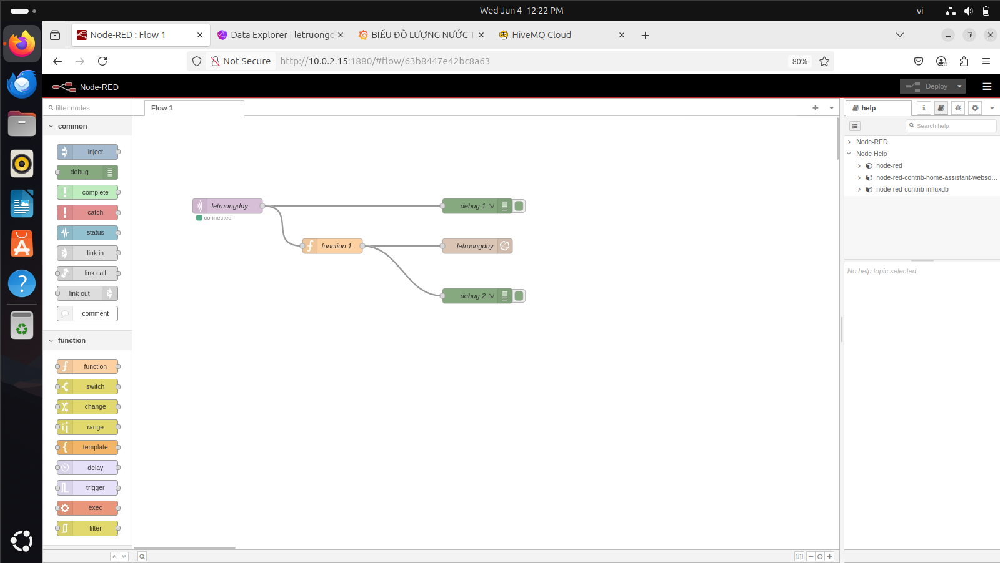 Wed Jun 4 12:22 PM
vi
Node-RED : Flow 1
Data Explorer | letruongd
BIỂU ĐỒ LƯỢNG NƯỚC T
HiveMQ Cloud
Not Secure
http://10.0.2.15:1880/#flow/63b8447e42bc8a63
80%
Node-RED
Deploy
filter nodes
Flow 1
help
Search help
common
inject
debug
complete
catch
status
link in
link call
link out
comment
function
function
switch
change
range
template
delay
trigger
exec
filter
letruongduy
connected
debug 1
function 1
letruongduy
debug 2
Node-RED
Node Help
node-red
node-red-contrib-home-assistant-webso...
node-red-contrib-influxdb
No help topic selected